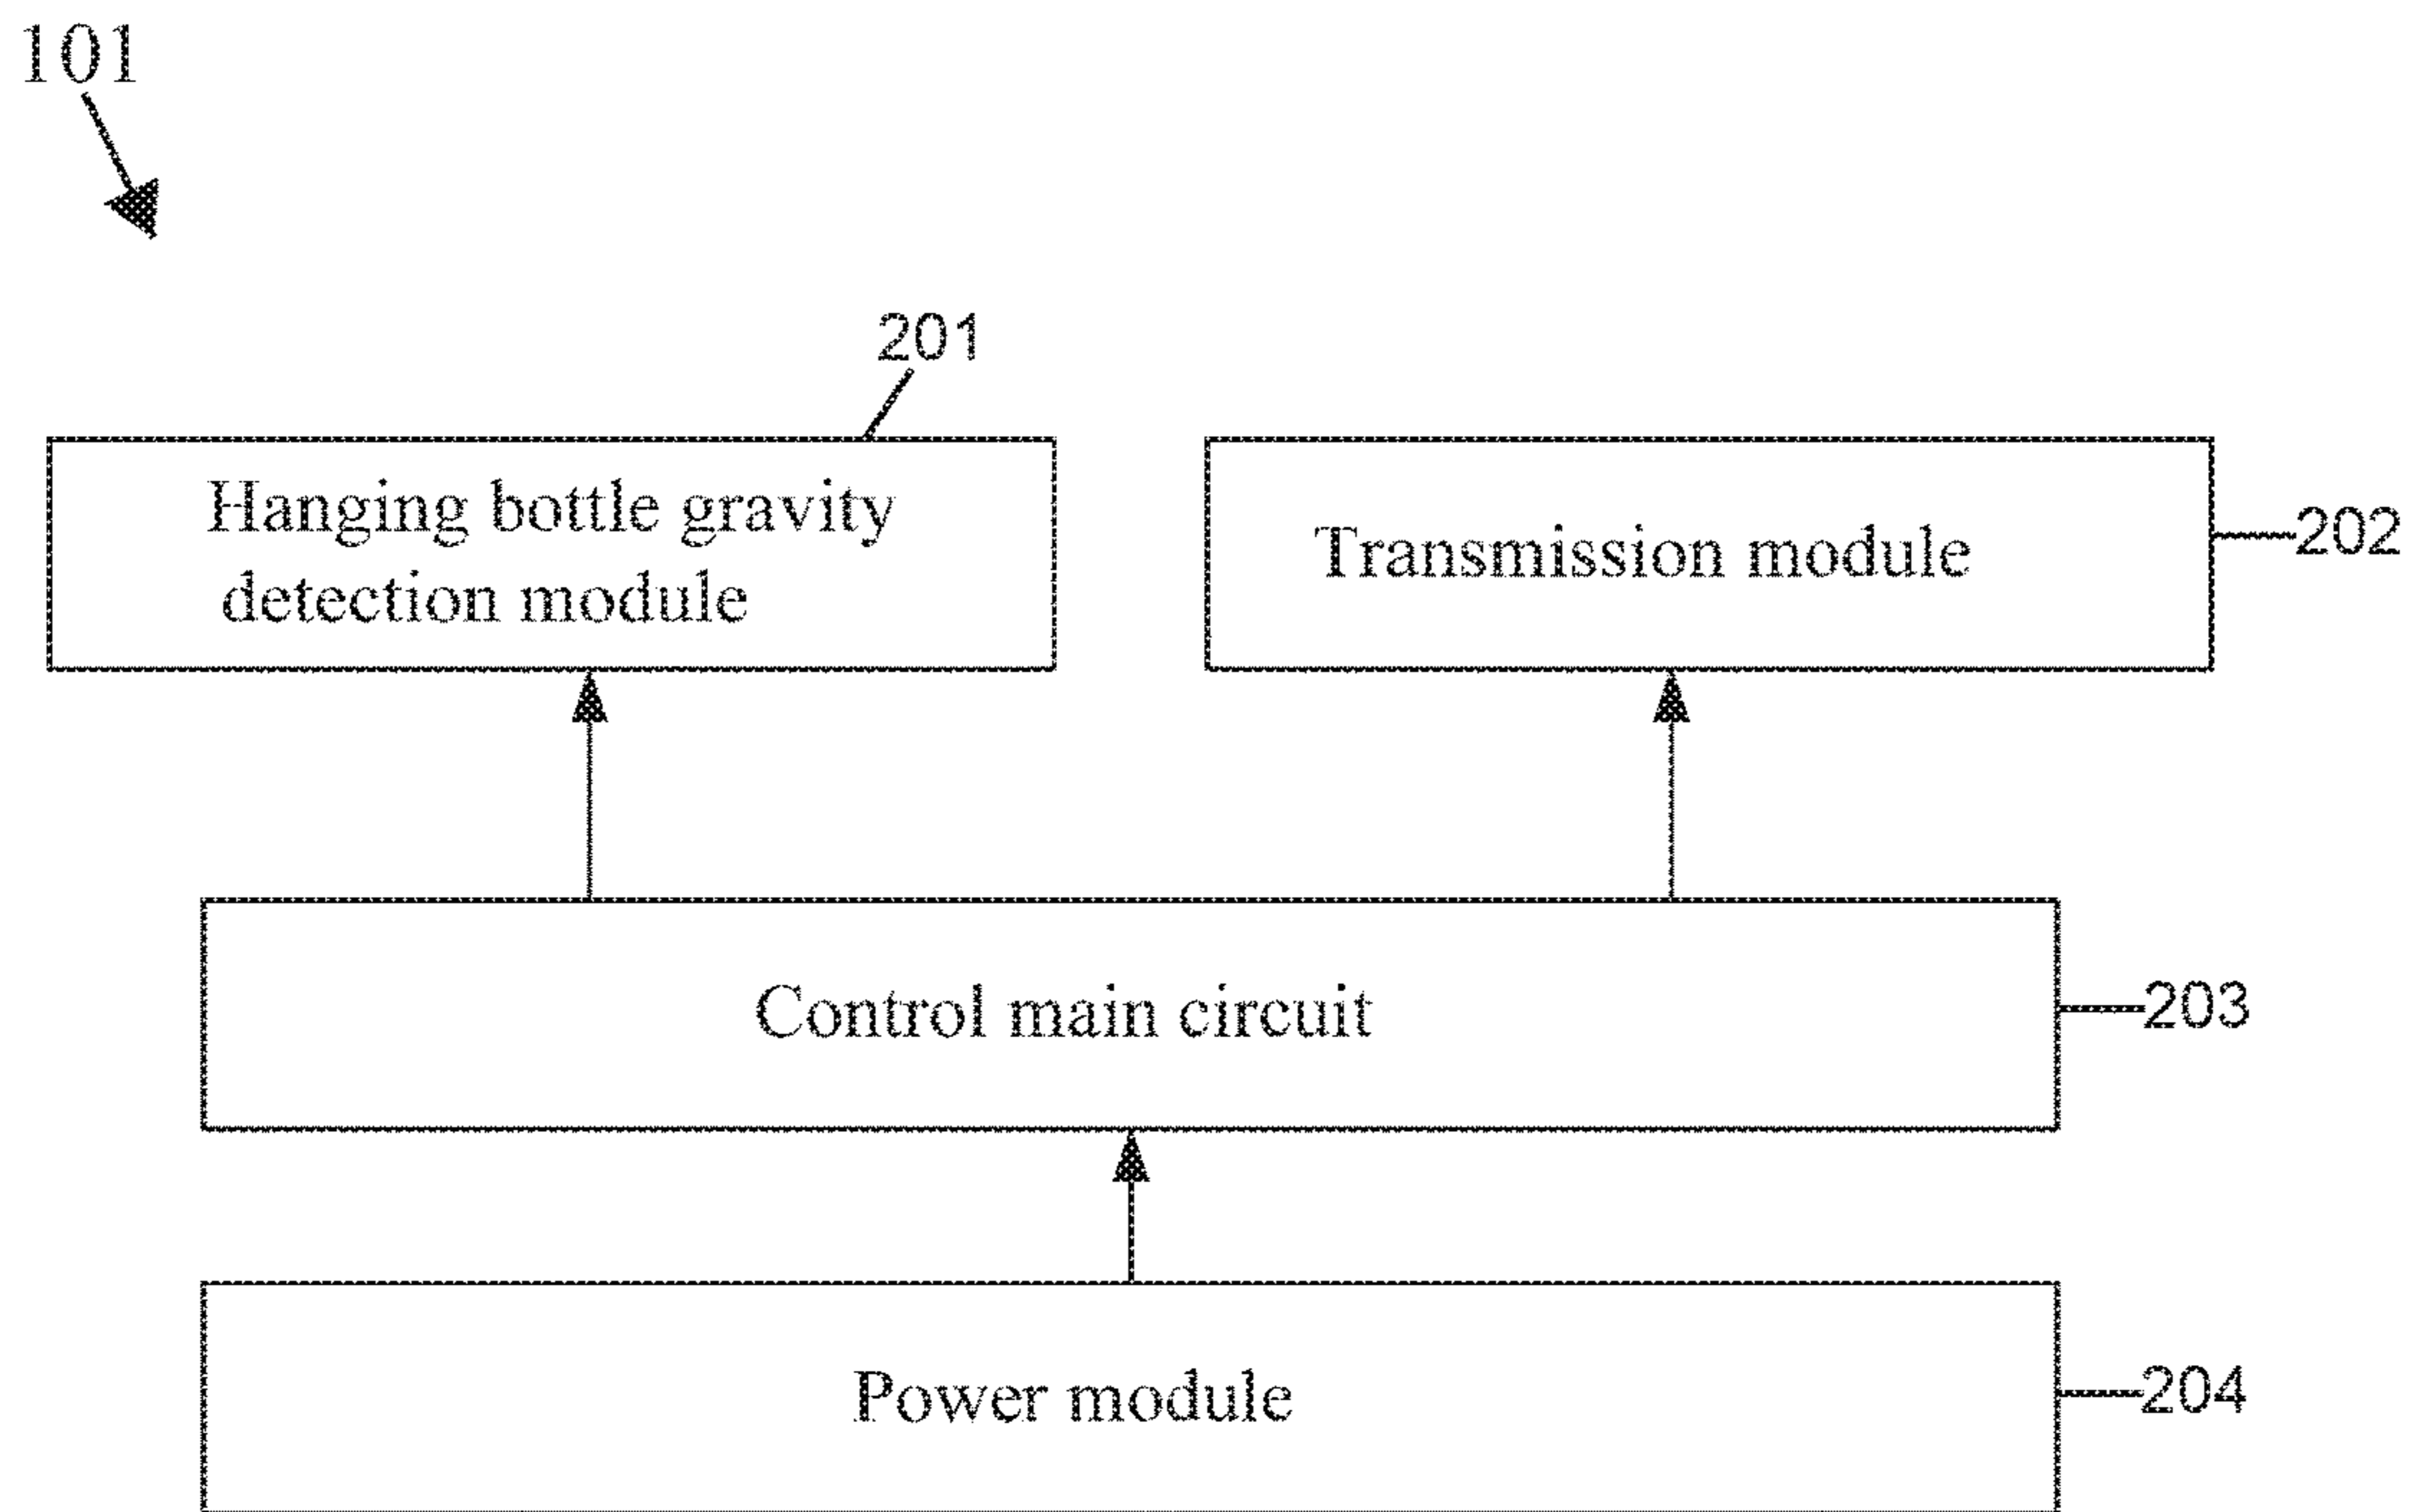 101
201
Hanging bottle gravity
detection module
Transmission module
202
Control main circuit
203
Power module
204